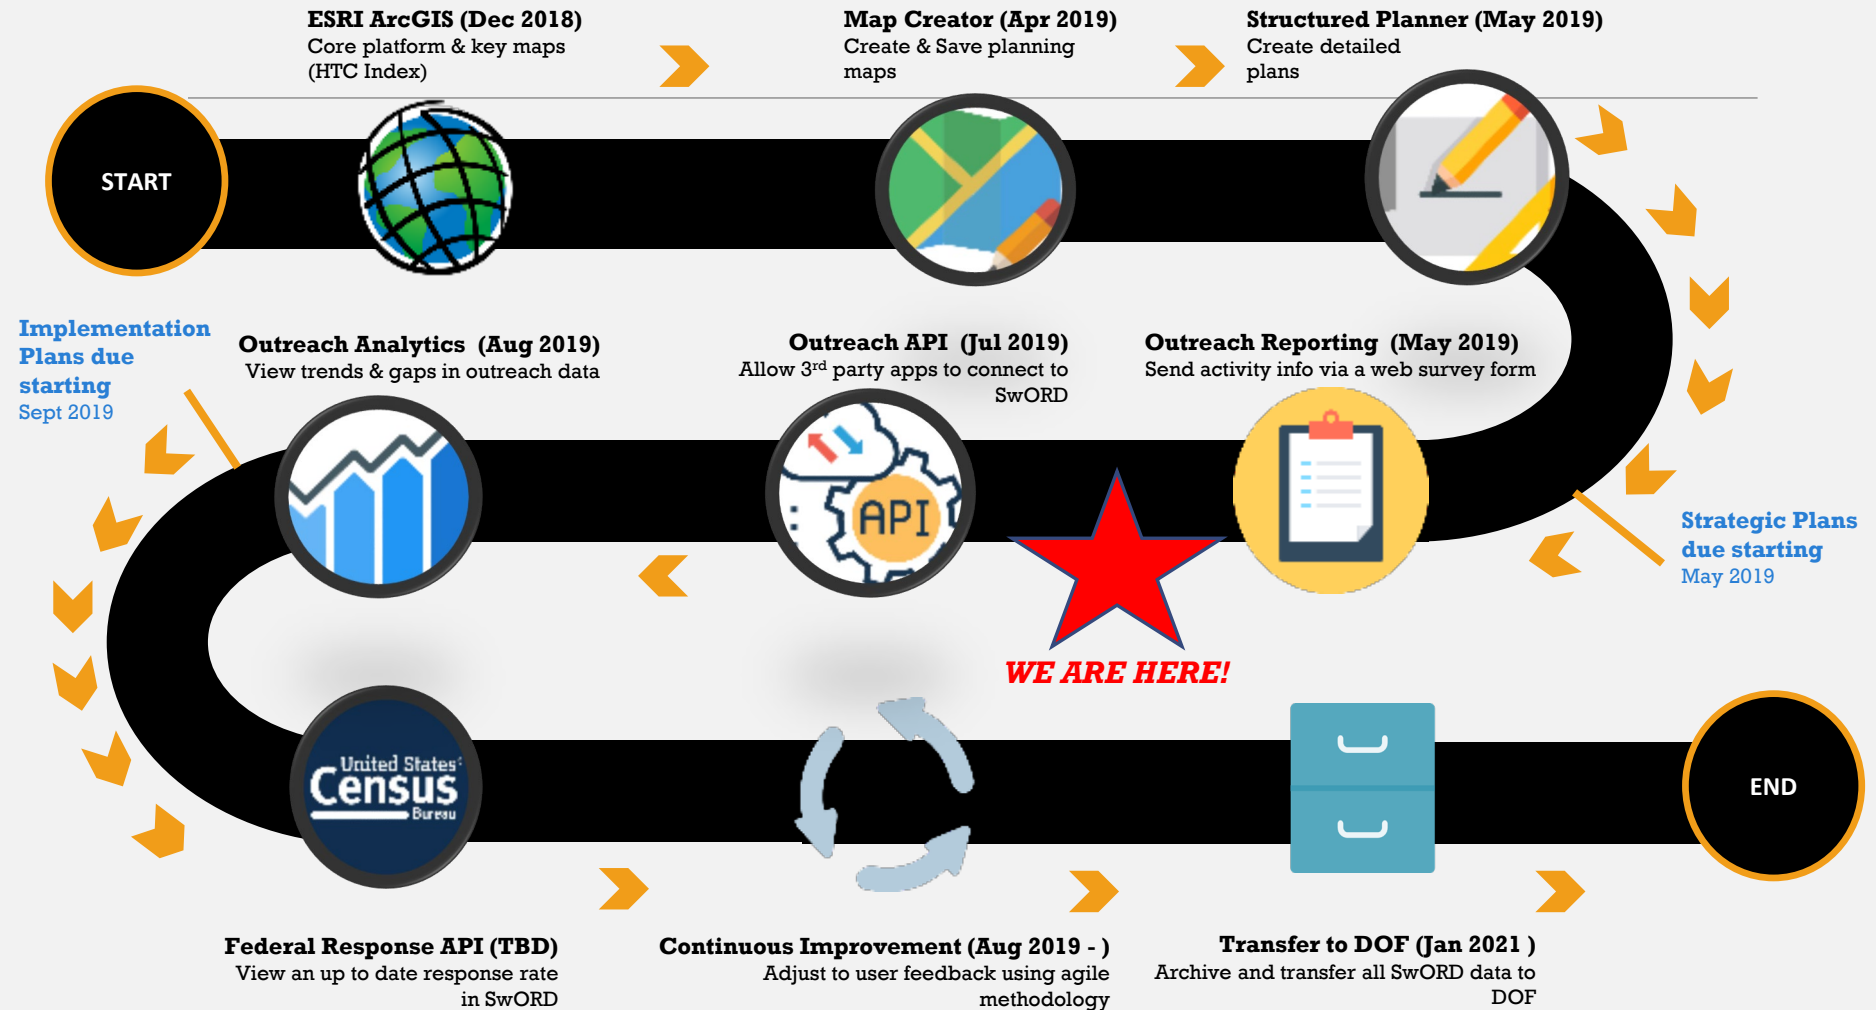 ESRI ArcGIS (Dec 2018)
Core platform & key maps
(HTC Index)
Map Creator (Apr 2019)
Create & Save planning
maps
Structured Planner (May 2019)
Create detailed
plans
START
Implementation
Plans due
starting
Sept 2019
Outreach Analytics (Aug 2019)
View trends & gaps in outreach data
Outreach API (Jul 2019)
Allow 3rd party apps to connect to
SwORD
Outreach Reporting (May 2019)
Send activity info via a web survey form
API
Strategic Plans
due starting
May 2019
WE ARE HERE!
United States
Census
Bureau
END
Federal Response API (TBD)
View an up to date response rate
in SwORD
Continuous Improvement (Aug 2019 - )
Adjust to user feedback using agile
methodology
Transfer to DOF (Jan 2021 )
Archive and transfer all SwORD data to
DOF